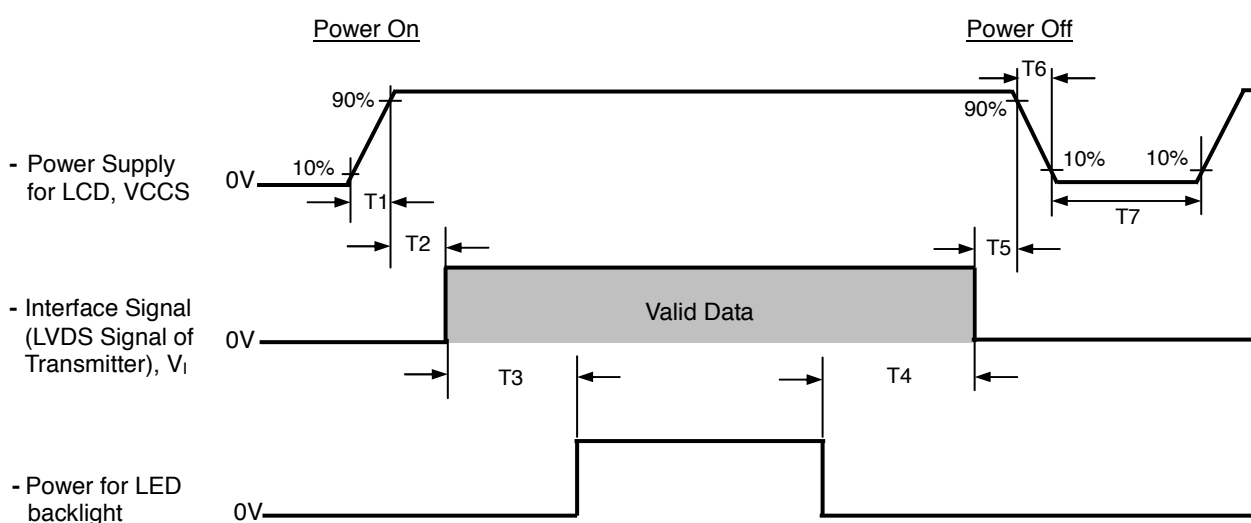 Power On
Power Off
T6
90%
90%
10%
10%
10%
- Power Supply
for LCD, VCCS
0V
T1
T7
T2
T5
- Interface Signal
(LVDS Signal of
Transmitter), VI
0V
Valid Data
T3
T4
- Power for LED
backlight
0V